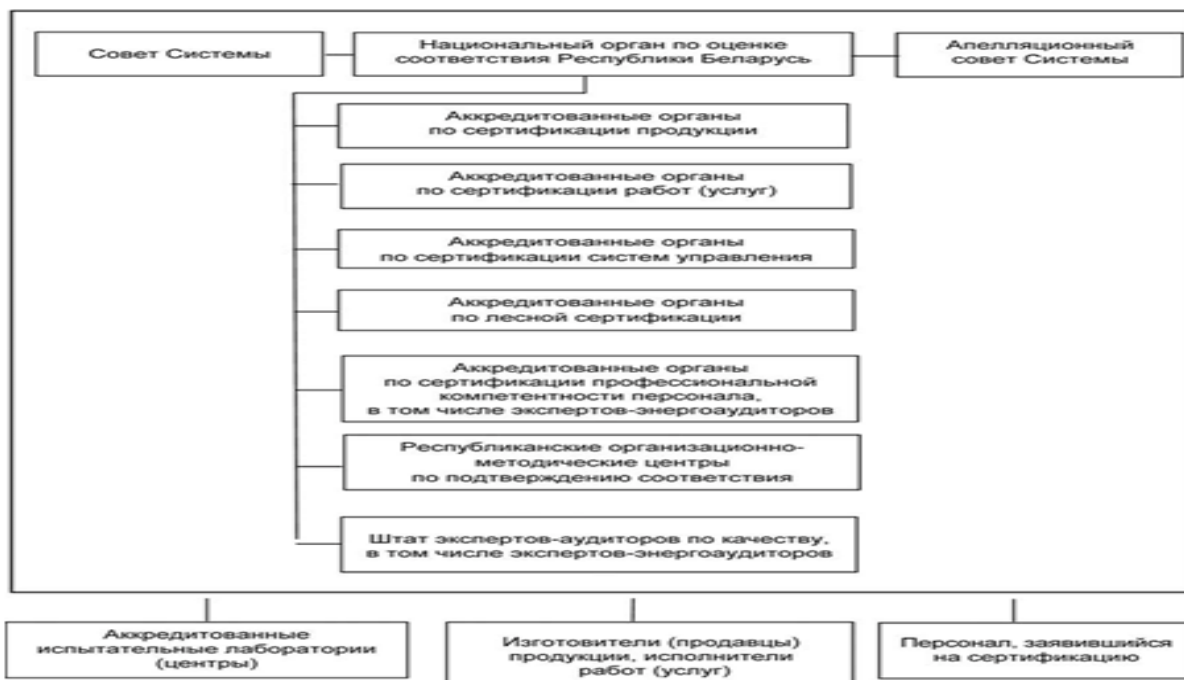 Совет Системы
Национальный орган по оценке
соответствия Республики Беларусь
Апелляционный
совет Системы
Аккредитованные органы
по сертификации продукции
Аккредитованные органы
по сертификации работ (услуг)
Аккредитованные органы
по сертификации систем управления
Аккредитованные органы
по лесной сертификации
Аккредитованные органы
по сертификации профессиональной
компетентности персонала,
в том числе экспертов-энергоаудиторов
Республиканские организационно-
методические центры
по подтверждению соответствия
Штат экспертов-аудиторов по качеству,
в том числе экспертов-энергоаудиторов
Аккредитованные
испытательные лаборатории
(центры)
Изготовители (продавцы)
продукции, исполнители
работ (услуг)
Персонал, заявившийся
на сертификацию